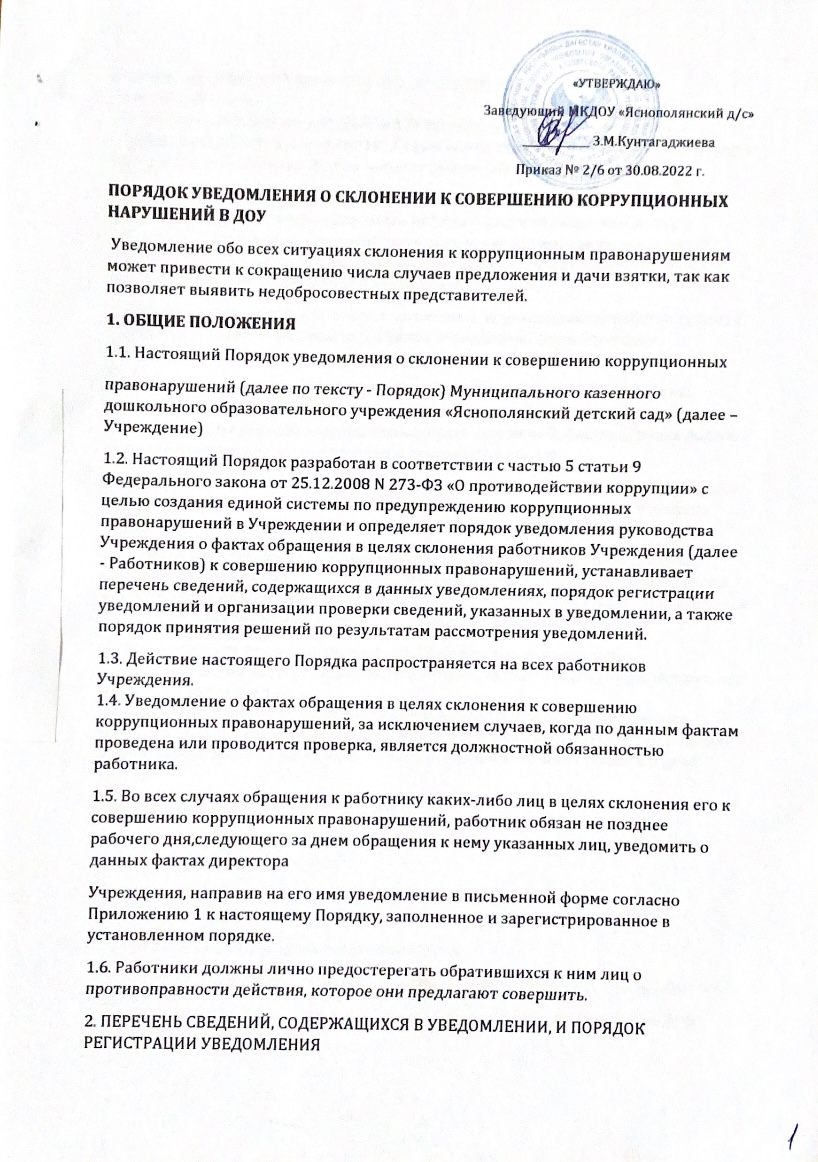 «УТВЕРЖДАЮ»
Заведующий МКДОУ «Яснополянский д/с»
__________ З.М.Кунтагаджиева
Приказ № 2/6 от 30.08.2022 г.
ПОРЯДОК УВЕДОМЛЕНИЯ О СКЛОНЕНИИ К СОВЕРШЕНИЮ КОРРУПЦИОННЫХ
НАРУШЕНИЙ В ДОУ
Уведомление обо всех ситуациях склонения к коррупционным правонарушениям
может привести к сокращению числа случаев предложения и дачи взятки, так как
позволяет выявить недобросовестных представителей.
1. ОБЩИЕ ПОЛОЖЕНИЯ
1.1. Настоящий Порядок уведомления о склонении к совершению коррупционных
правонарушений (далее по тексту - Порядок) Муниципального казенного
дошкольного образовательного учреждения «Яснополянский детский сад» (далее –
Учреждение)
1.2. Настоящий Порядок разработан в соответствии с частью 5 статьи 9
Федерального закона от 25.12.2008 N 273-ФЗ «О противодействии коррупции» с
целью создания единой системы по предупреждению коррупционных
правонарушений в Учреждении и определяет порядок уведомления руководства
Учреждения о фактах обращения в целях склонения работников Учреждения (далее
- Работников) к совершению коррупционных правонарушений, устанавливает
перечень сведений, содержащихся в данных уведомлениях, порядок регистрации
уведомлений и организации проверки сведений, указанных в уведомлении, а также
порядок принятия решений по результатам рассмотрения уведомлений.
1.3. Действие настоящего Порядка распространяется на всех работников
Учреждения.
1.4. Уведомление о фактах обращения в целях склонения к совершению
коррупционных правонарушений, за исключением случаев, когда по данным фактам
проведена или проводится проверка, является должностной обязанностью
работника.
1.5. Во всех случаях обращения к работнику каких-либо лиц в целях склонения его к
совершению коррупционных правонарушений, работник обязан не позднее
рабочего дня,следующего за днем обращения к нему указанных лиц, уведомить о
данных фактах директора
Учреждения, направив на его имя уведомление в письменной форме согласно
Приложению 1 к настоящему Порядку, заполненное и зарегистрированное в
установленном порядке.
1.6. Работники должны лично предостерегать обратившихся к ним лиц о
противоправности действия, которое они предлагают совершить.
2. ПЕРЕЧЕНЬ СВЕДЕНИЙ, СОДЕРЖАЩИХСЯ В УВЕДОМЛЕНИИ, И ПОРЯДОК
РЕГИСТРАЦИИ УВЕДОМЛЕНИЯ
1